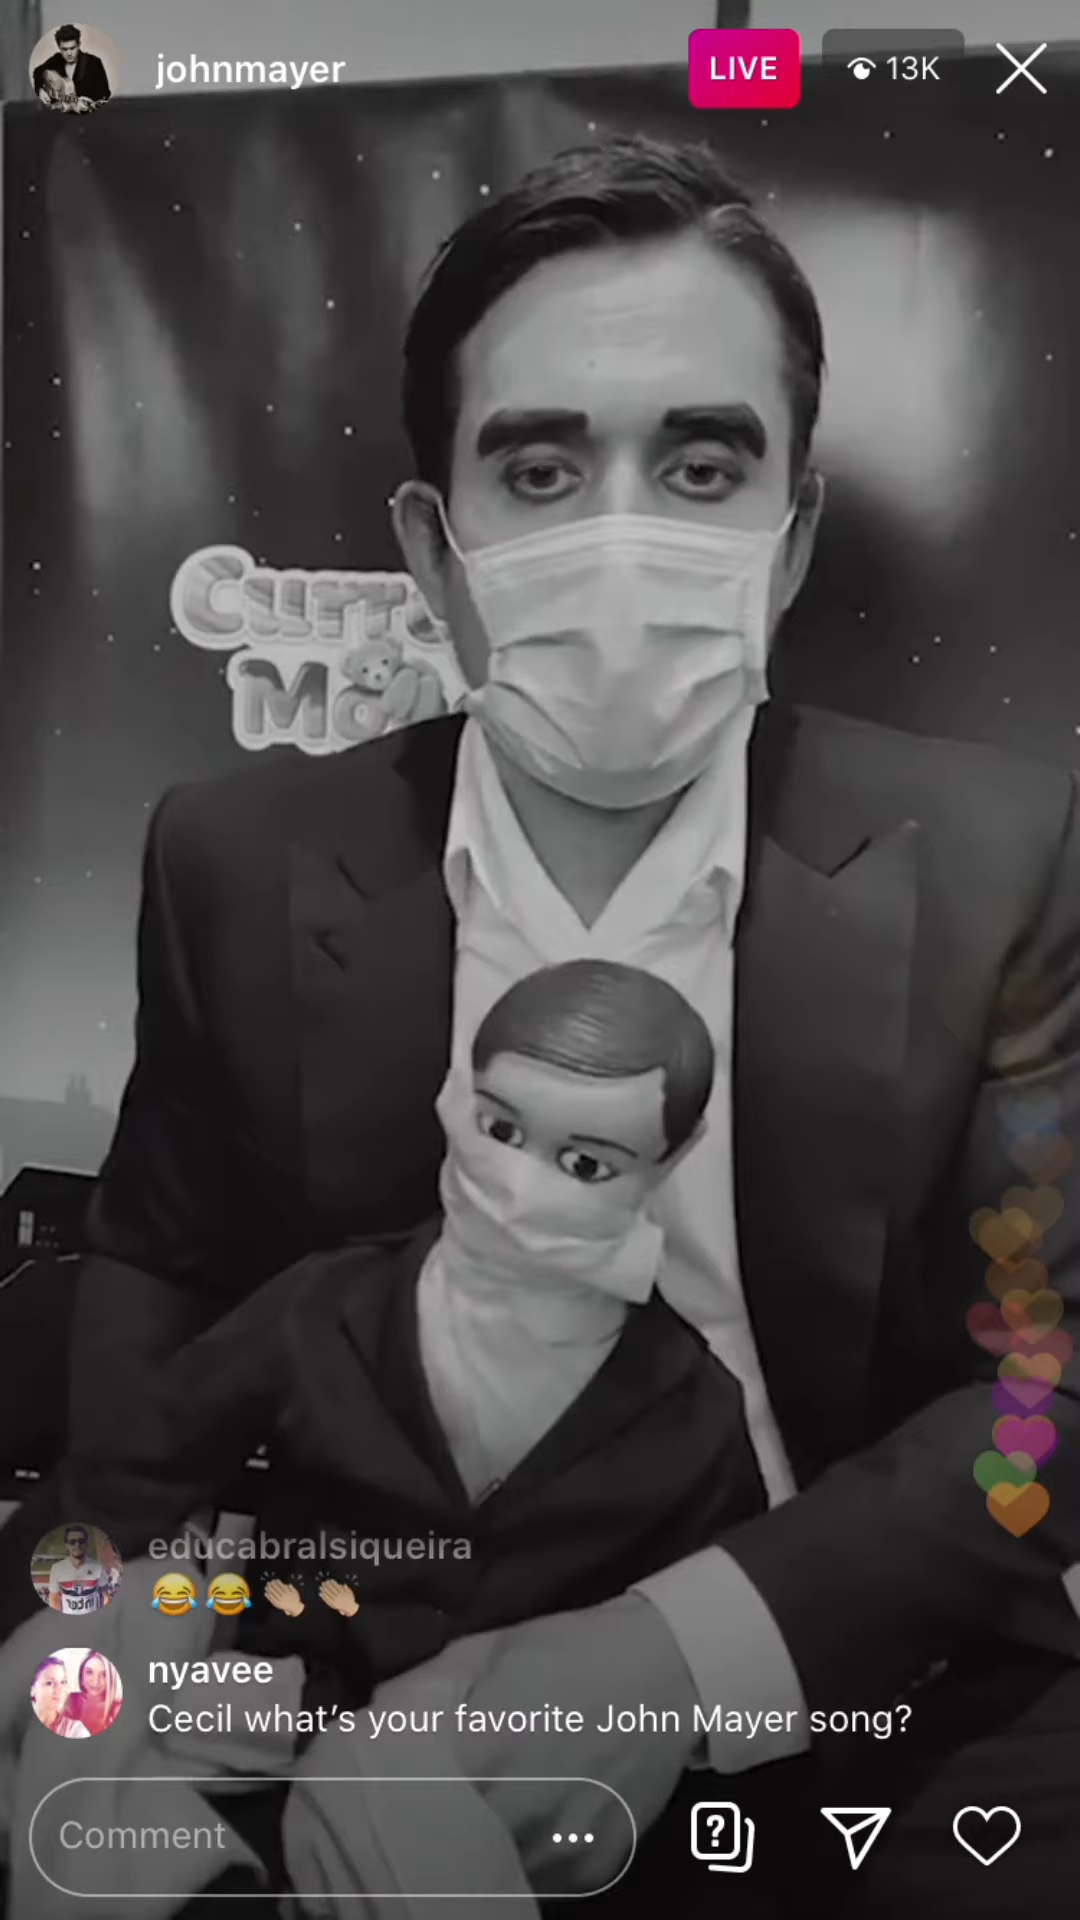 johnmayer
LIVE
13K
educabralsiqueira
😂😂👏🏼👏🏼
nyavee
Cecil what's your favorite John Mayer song?
Comment